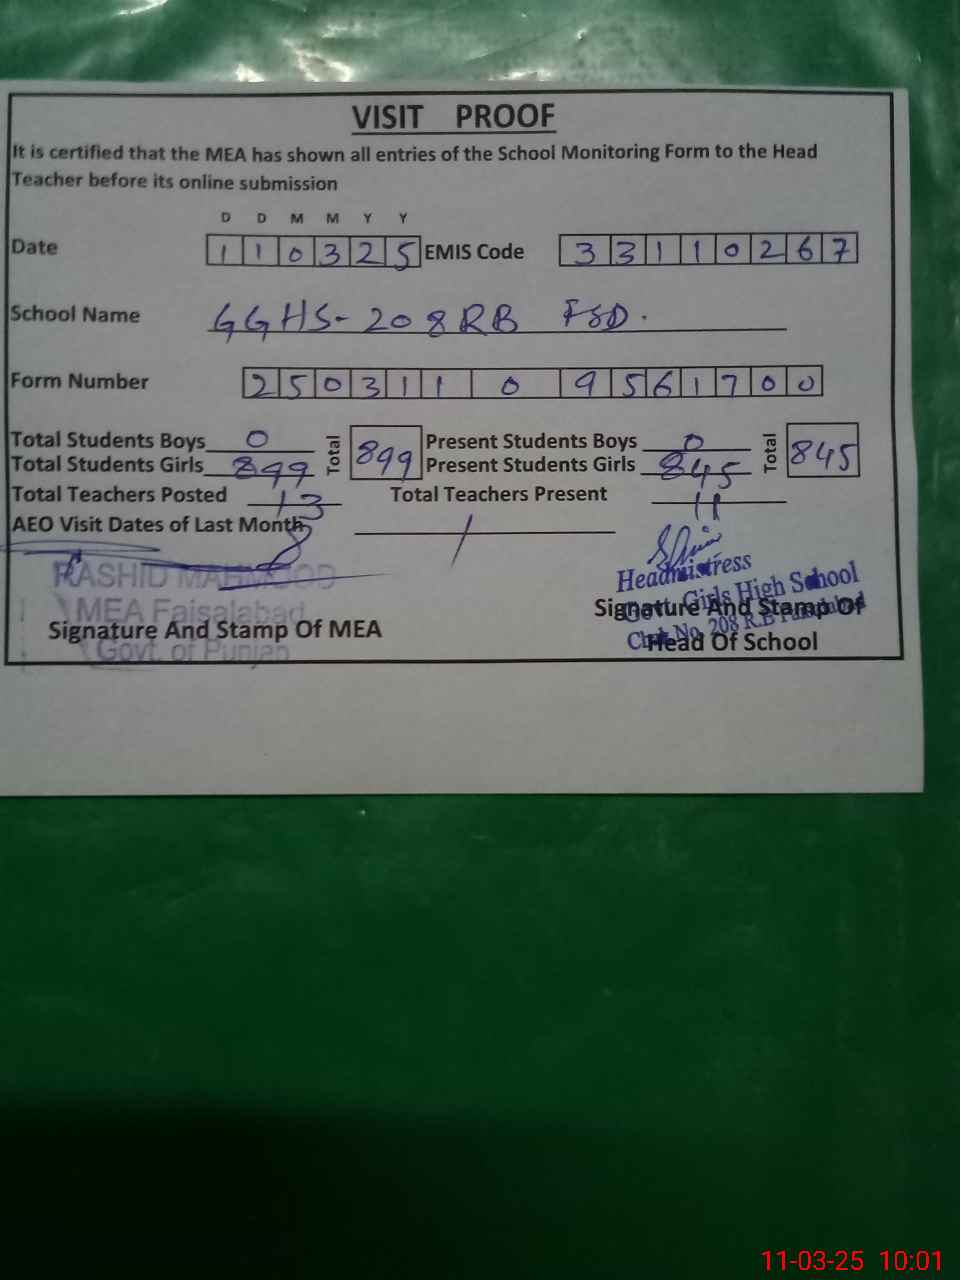 VISIT PROOF
It is certified that the MEA has shown all entries of the School Monitoring Form to the Head
Teacher before its online submission
D D M M Y Y
Date 1 1 0 3 2 5 EMIS Code 3 3 1 1 0 2 6 7
School Name GGHS-208RB FSD.
Form Number 2 5 0 3 1 1 0 9 5 6 1 7 0 0
Total Students Boys 0 Total 899 Present Students Boys 0 Total 845
Total Students Girls 899 Present Students Girls 845
Total Teachers Posted 13 Total Teachers Present 11
AEO Visit Dates of Last Month /
RASHID MAHMOOD
MEA Faisalabad
Govt. of Punjab
Signature And Stamp Of MEA
Headmistress
Govt. Girls High School
Chak No. 208 R.B Faisalabad
Signature And Stamp Of
Head Of School
11-03-25 10:01